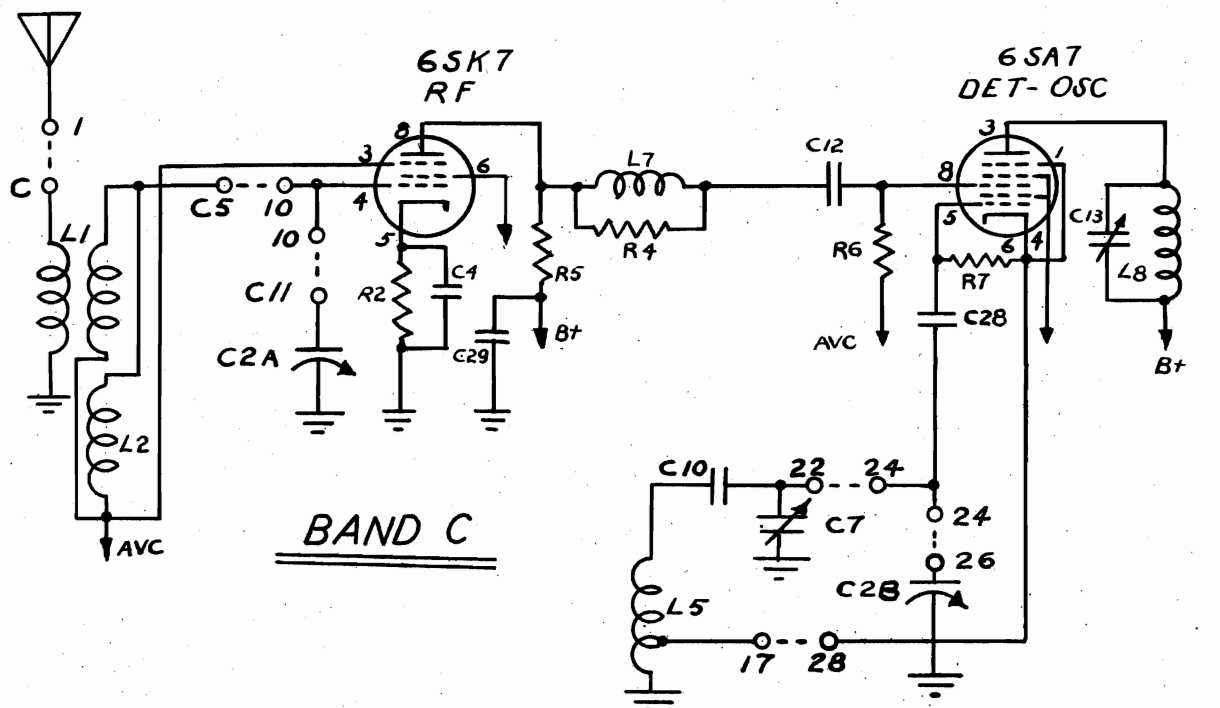 6SK7
RF
6SA7
DET-OSC
1
C
L1
C5
10
10
C11
C2A
L2
AVC
3
8
6
4
5
R2
C4
R5
C29
B+
L7
R4
C12
R6
AVC
3
1
8
5
6
4
R7
C28
C13
L8
B+
C10
22
24
C7
24
26
C2B
L5
17
28
BAND C